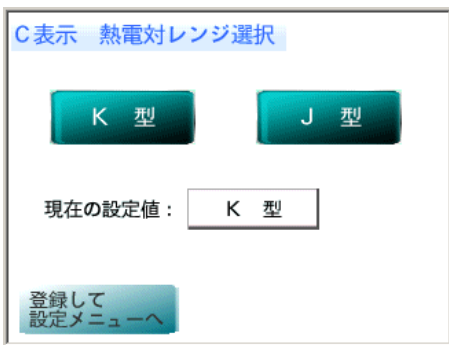 C表示　熱電対レンジ選択
K　型
J　型
現在の設定値：　K　型
登録して
設定メニューへ